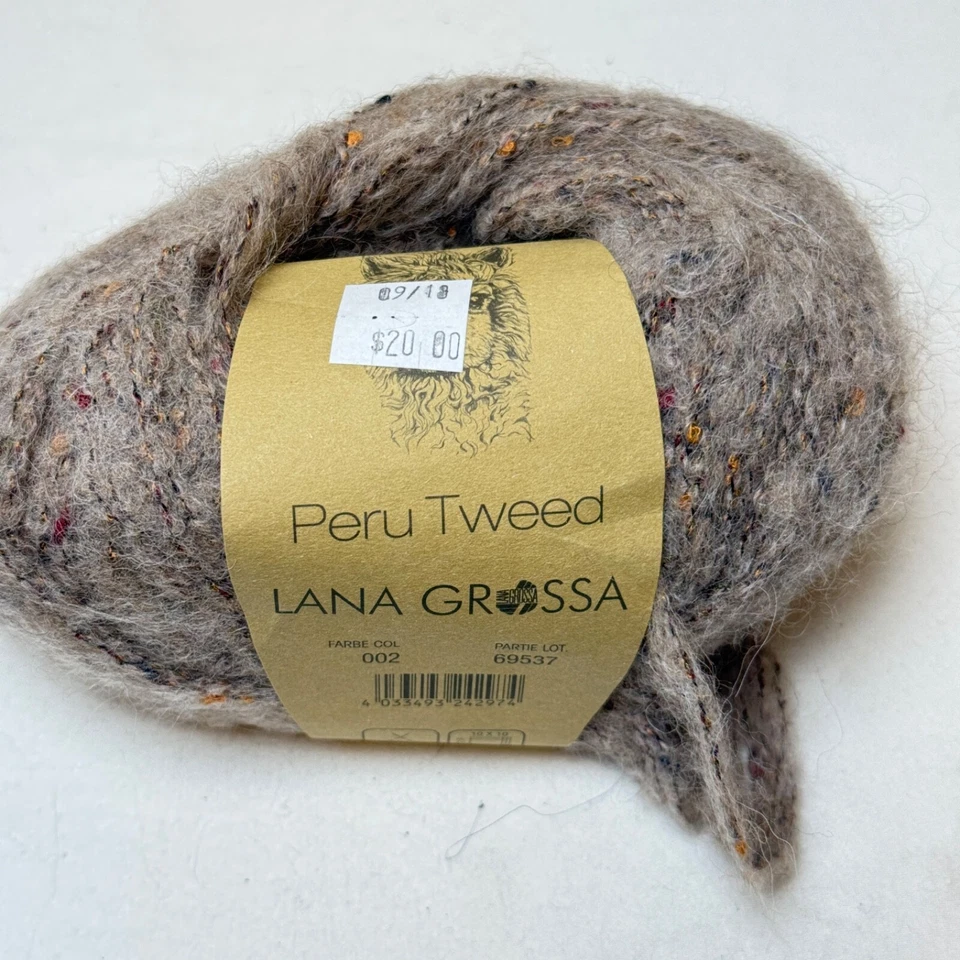 09/18
$20.00
Peru Tweed
LANA GROSSA
FARBE COL
002
PARTIE LOT.
69537
4 033493 242974